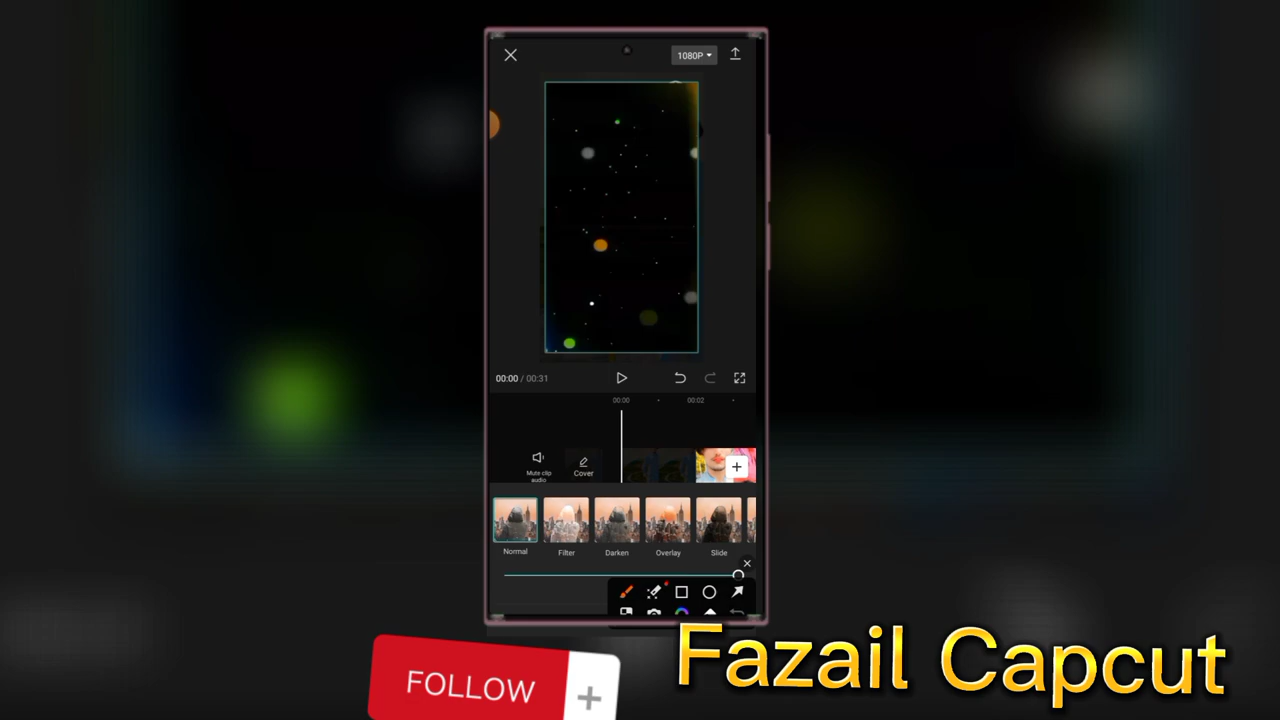 1080P
00:00 / 00:31
00:00
00:02
Mute clip
audio
Cover
Normal
Filter
Darken
Overlay
Slide
FOLLOW +
Fazail Capcut